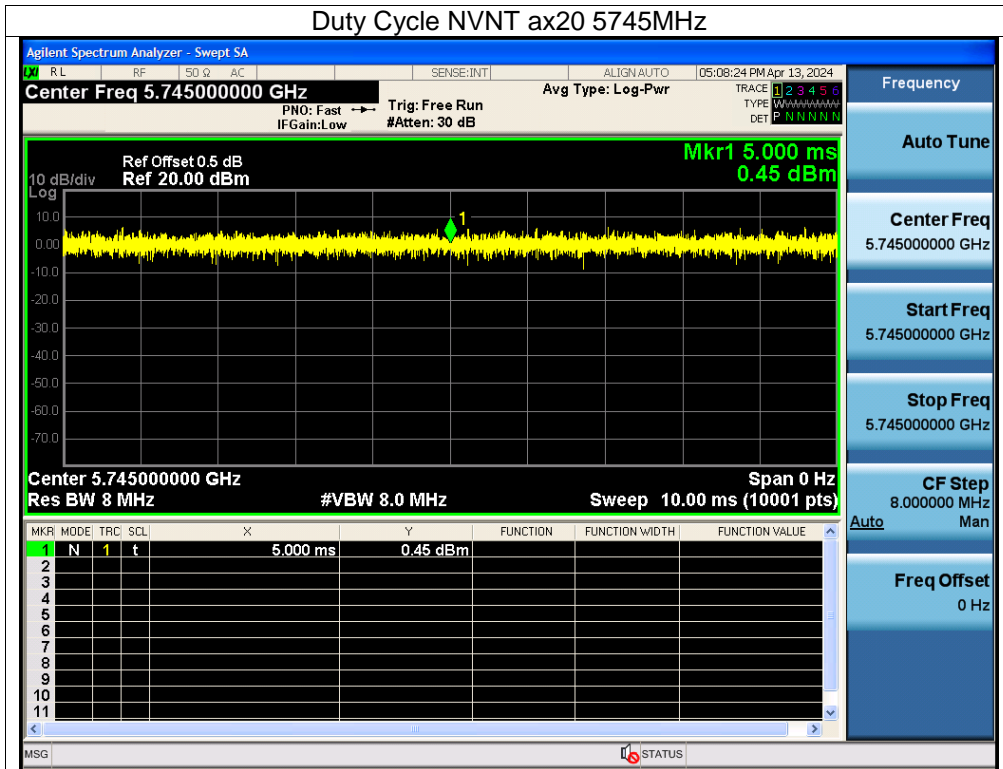 Duty Cycle NVNT ax20 5745MHz
Agilent Spectrum Analyzer - Swept SA
LXI RL RF 50 Ω AC SENSE:INT ALIGN AUTO 05:08:24 PM Apr 13, 2024
Center Freq 5.745000000 GHz
PNO: Fast
IFGain:Low
Trig: Free Run
#Atten: 30 dB
Avg Type: Log-Pwr
TRACE 1 2 3 4 5 6
TYPE WWWWWW
DET P N N N N N
Mkr1 5.000 ms
0.45 dBm
Ref Offset 0.5 dB
10 dB/div Ref 20.00 dBm
Log
1
10.0
0.00
-10.0
-20.0
-30.0
-40.0
-50.0
-60.0
-70.0
Center 5.745000000 GHz Span 0 Hz
Res BW 8 MHz #VBW 8.0 MHz Sweep 10.00 ms (10001 pts)
MKR MODE TRC SCL X Y FUNCTION FUNCTION WIDTH FUNCTION VALUE
1 N 1 t 5.000 ms 0.45 dBm
2
3
4
5
6
7
8
9
10
11
MSG STATUS
Frequency
Auto Tune
Center Freq
5.745000000 GHz
Start Freq
5.745000000 GHz
Stop Freq
5.745000000 GHz
CF Step
8.000000 MHz
Auto Man
Freq Offset
0 Hz